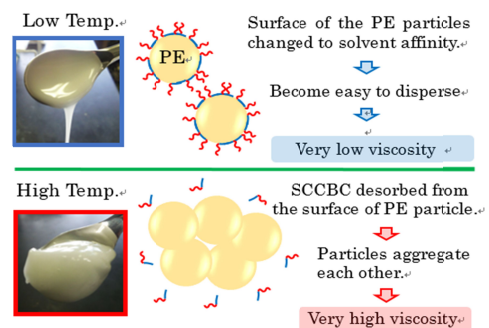 Low Temp.
PE
Surface of the PE particles
changed to solvent affinity.
Become easy to disperse
Very low viscosity
High Temp.
SCCBC desorbed from
the surface of PE particle.
Particles aggregate
each other.
Very high viscosity